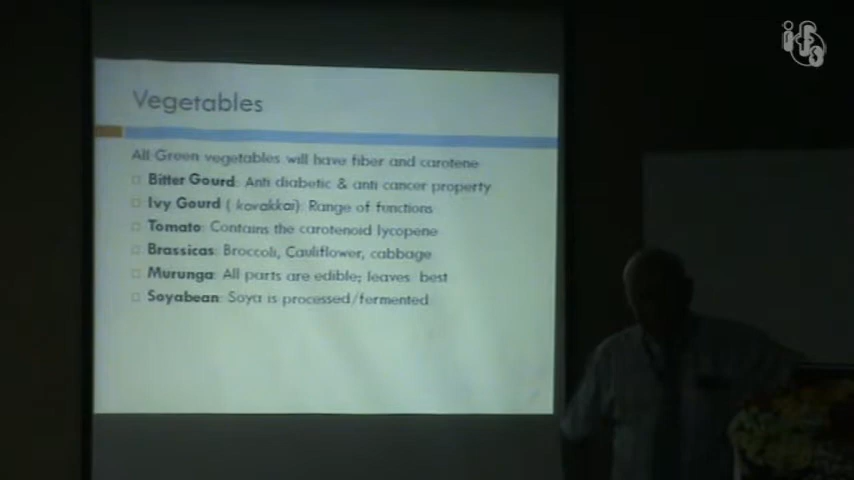 ifs
Vegetables
All Green vegetables will have fiber and carotene
Bitter Gourd: Anti diabetic & anti cancer property
Ivy Gourd ( kovakkai): Range of functions
Tomato: Contains the carotenoid lycopene
Brassicas: Broccoli, Cauliflower, cabbage
Murunga: All parts are edible; leaves best
Soyabean: Soya is processed/fermented